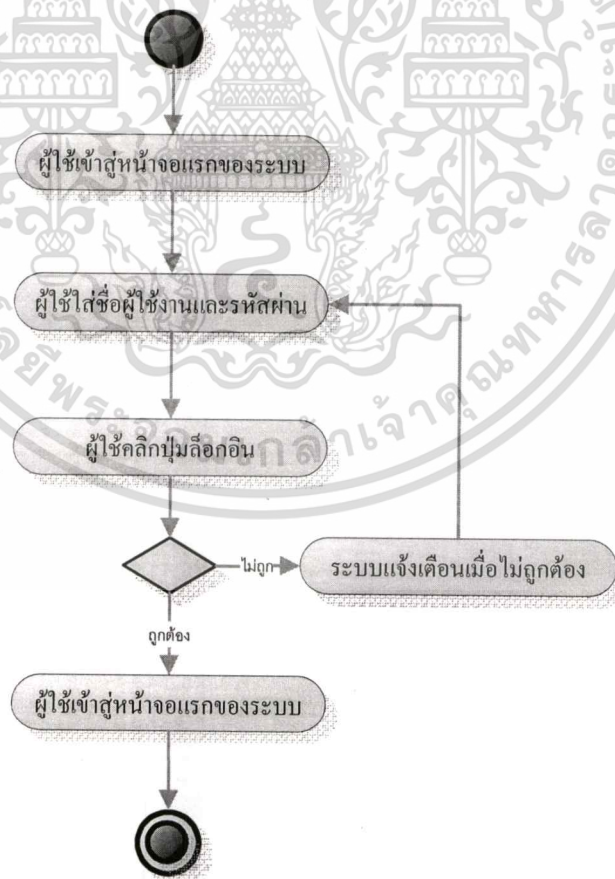 ผู้ใช้เข้าสู่หน้าจอแรกของระบบ
ผู้ใช้ใส่ชื่อผู้ใช้งานและรหัสผ่าน
ผู้ใช้คลิกปุ่มล็อกอิน
ไม่ถูก
ระบบแจ้งเตือนเมื่อไม่ถูกต้อง
ถูกต้อง
ผู้ใช้เข้าสู่หน้าจอแรกของระบบ